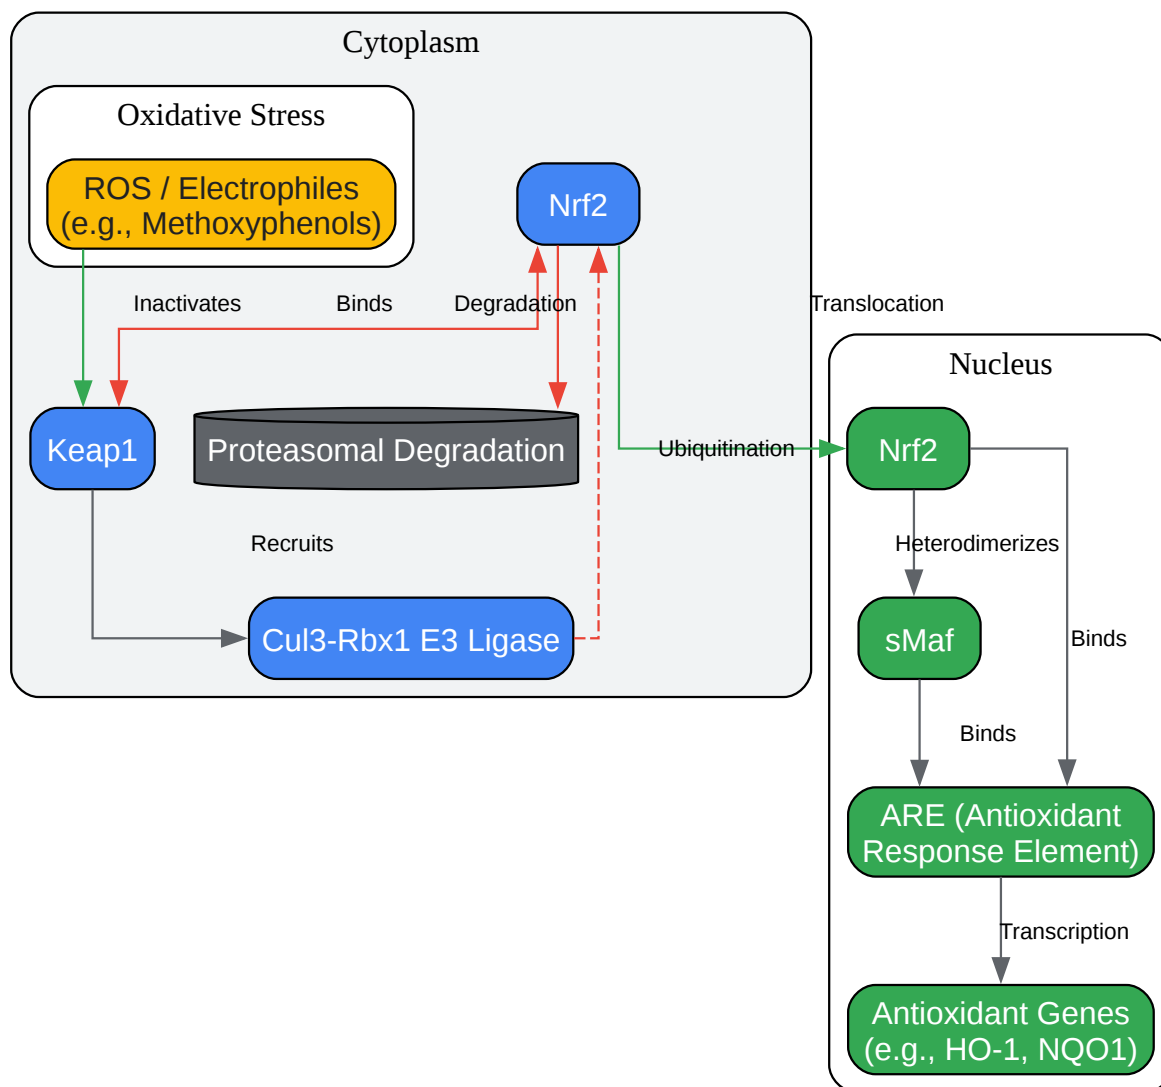 Cytoplasm
Oxidative Stress
ROS / Electrophiles
(e.g., Methoxyphenols)
Nrf2
Inactivates
Binds
Degradation
Translocation
Nucleus
Keap1
Proteasomal Degradation
Ubiquitination
Nrf2
Recruits
Heterodimerizes
Cul3-Rbx1 E3 Ligase
sMaf
Binds
Binds
ARE (Antioxidant
Response Element)
Transcription
Antioxidant Genes
(e.g., HO-1, NQO1)